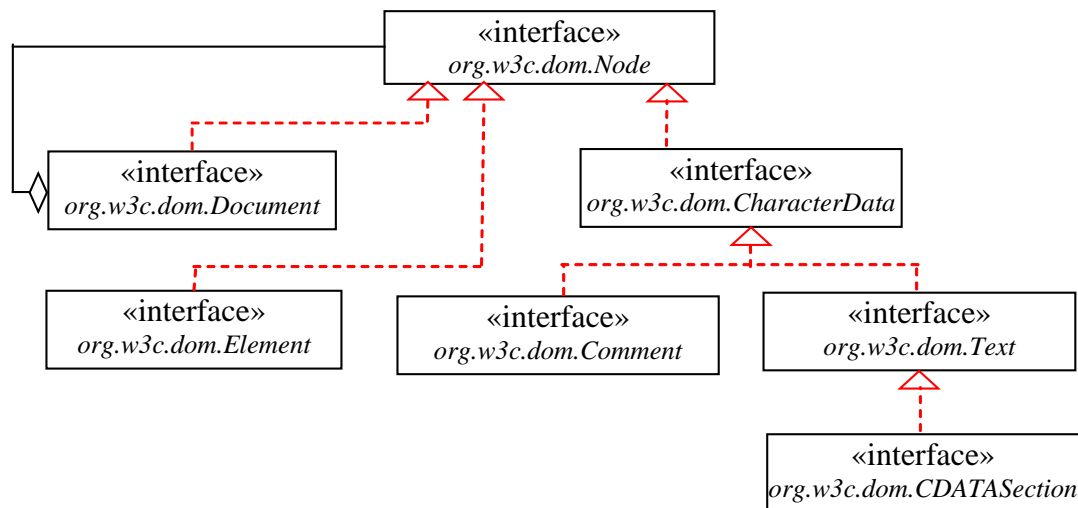 «interface»
org.w3c.dom.Node
«interface»
org.w3c.dom.Document
«interface»
org.w3c.dom.CharacterData
«interface»
org.w3c.dom.Element
«interface»
org.w3c.dom.Comment
«interface»
org.w3c.dom.Text
«interface»
org.w3c.dom.CDATASection